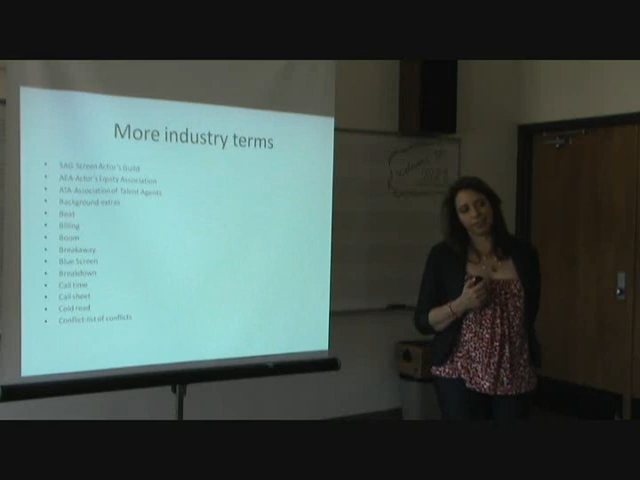 More industry terms
• SAG-Screen Actor's Guild
• AEA-Actor's Equity Association
• ATA-Association of Talent Agents
• Background-extras
• Beat
• Billing
• Boom
• Breakaway
• Blue Screen
• Breakdown
• Call time
• Call sheet
• Cold read
• Conflict-list of conflicts